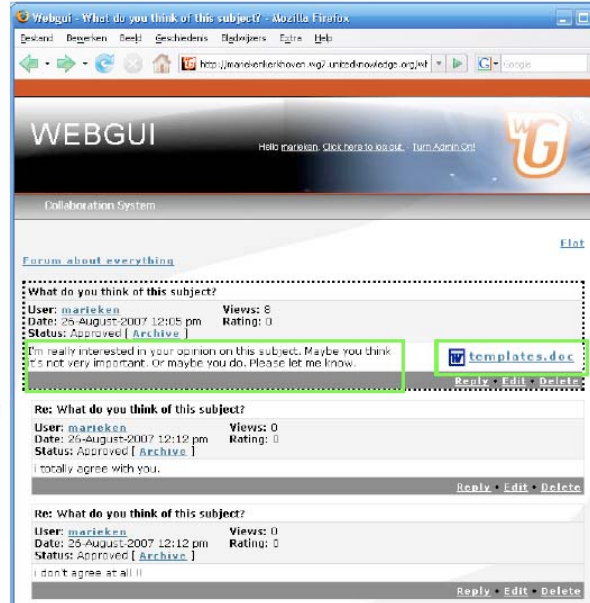 Webgui - What do you think of this subject? - Mozilla Firefox
Bestand Bewerken Beeld Geschiedenis Bladwijzers Extra Help
http://mariekenkerkhoven.wg2.unitedknowledge.org/wh
G Google
WEBGUI
Hello marieken. Click here to log out. · Turn Admin On!
WG
Collaboration System
Flat
Forum about everything
What do you think of this subject?
User: marieken Views: 8
Date: 26-August-2007 12:05 pm Rating: 0
Status: Approved [ Archive ]
I'm really interested in your opinion on this subject. Maybe you think
it's not very important. Or maybe you do. Please let me know.
templates.doc
Reply • Edit • Delete
Re: What do you think of this subject?
User: marieken Views: 0
Date: 26-August-2007 12:12 pm Rating: 0
Status: Approved [ Archive ]
i totally agree with you.
Reply • Edit • Delete
Re: What do you think of this subject?
User: marieken Views: 0
Date: 26-August-2007 12:12 pm Rating: 0
Status: Approved [ Archive ]
i don't agree at all !!
Reply • Edit • Delete